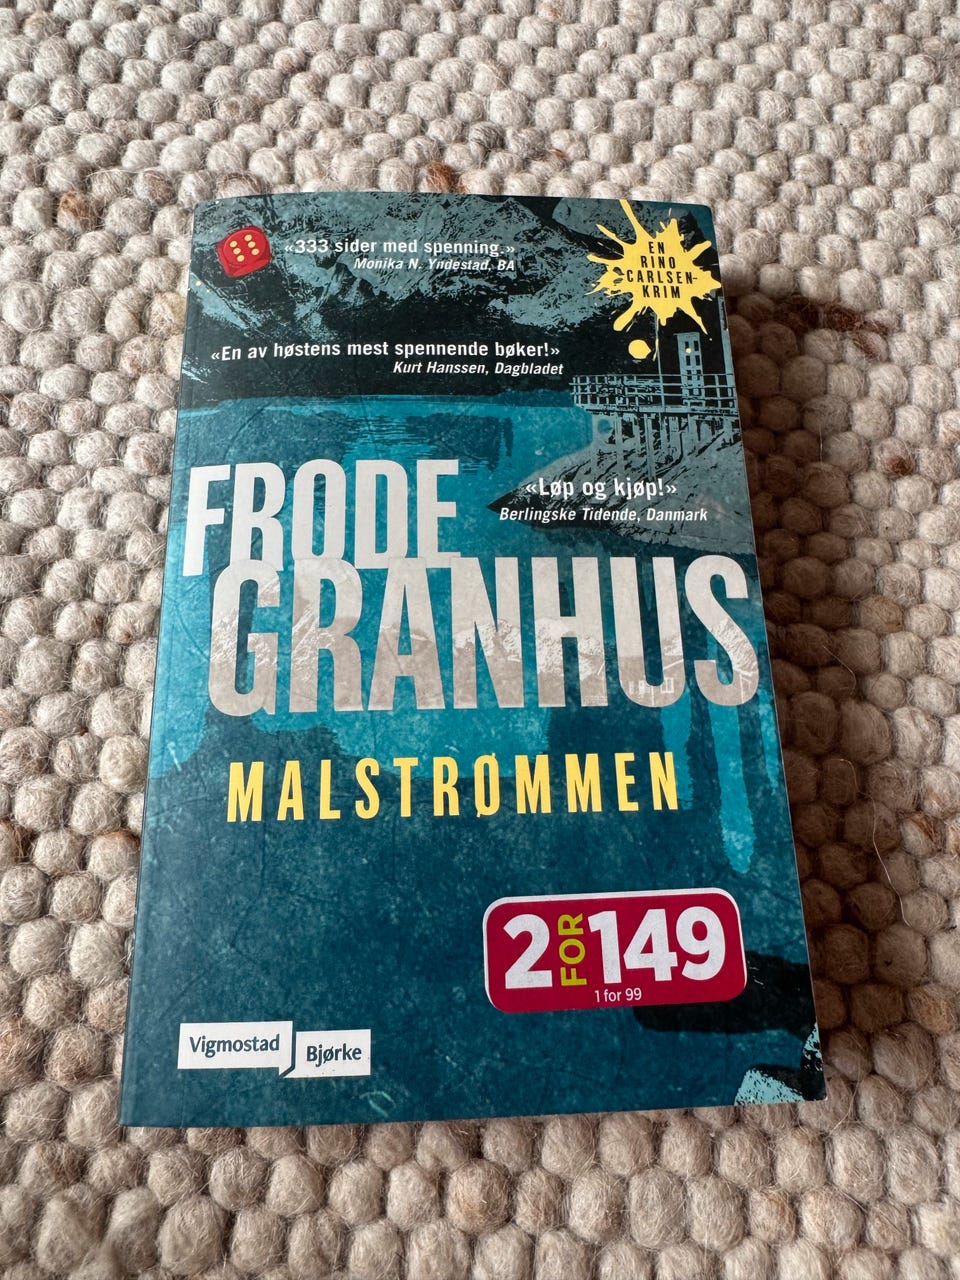 «333 sider med spenning.»
Monika N. Yndestad, BA
EN
RINO
CARLSEN-
KRIM
«En av høstens mest spennende bøker!»
Kurt Hanssen, Dagbladet
«Løp og kjøp!»
Berlingske Tidende, Danmark
FRODE
GRANHUS
MALSTRØMMEN
2 FOR 149
1 for 99
Vigmostad
Bjørke